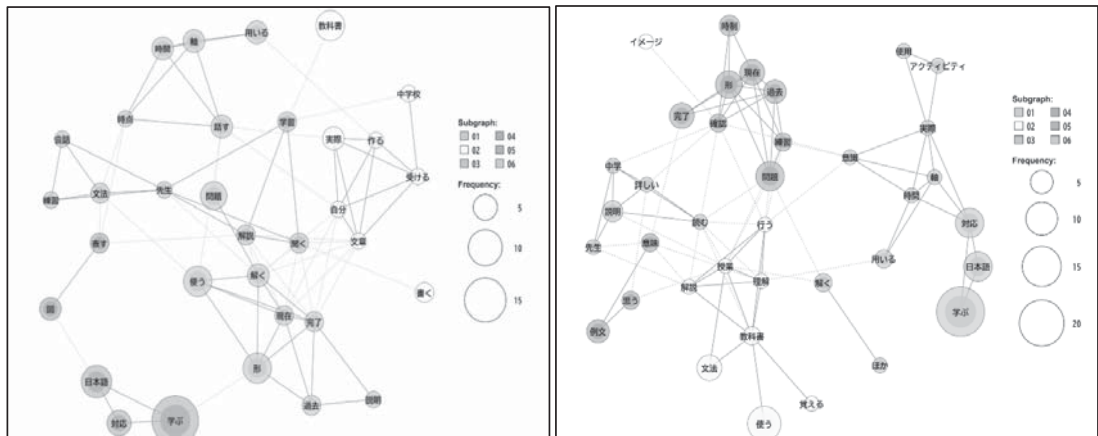 輪
用いる
教科書
時間
中学校
時点
話す
学習
実際
作る
会話
受ける
先生
文法
練習
問題
自分
解説
聞く
文章
表す
使う
解く
書く
現在
完了
図
形
日本語
過去
説明
対応
学ぶ
Subgraph:
01 04
02 05
03 06
Frequency:
5
10
15
時制
イメージ
使用
アクティビティ
現在
形
過去
完了
確認
実際
練習
意識
中学
詳しい
問題
軸
時間
説明
読む
行う
対応
先生
意味
授業
用いる
日本語
解説
理解
解く
思う
学ぶ
例文
教科書
文法
ほか
覚える
使う
Subgraph:
01 04
02 05
03 06
Frequency:
5
10
15
20